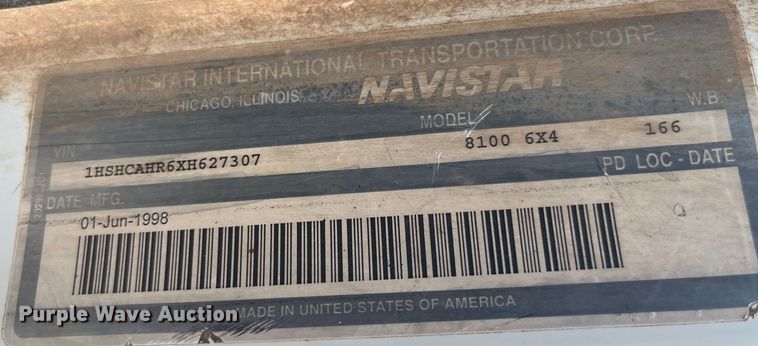 NAVISTAR INTERNATIONAL TRANSPORTATION CORP
CHICAGO, ILLINOIS NAVISTAR
VIN MODEL W.B.
1HSHCAHR6XH627307 8100 6X4 166
DATE MFG. PD LOC - DATE
01-Jun-1998
MADE IN UNITED STATES OF AMERICA
Purple Wave Auction